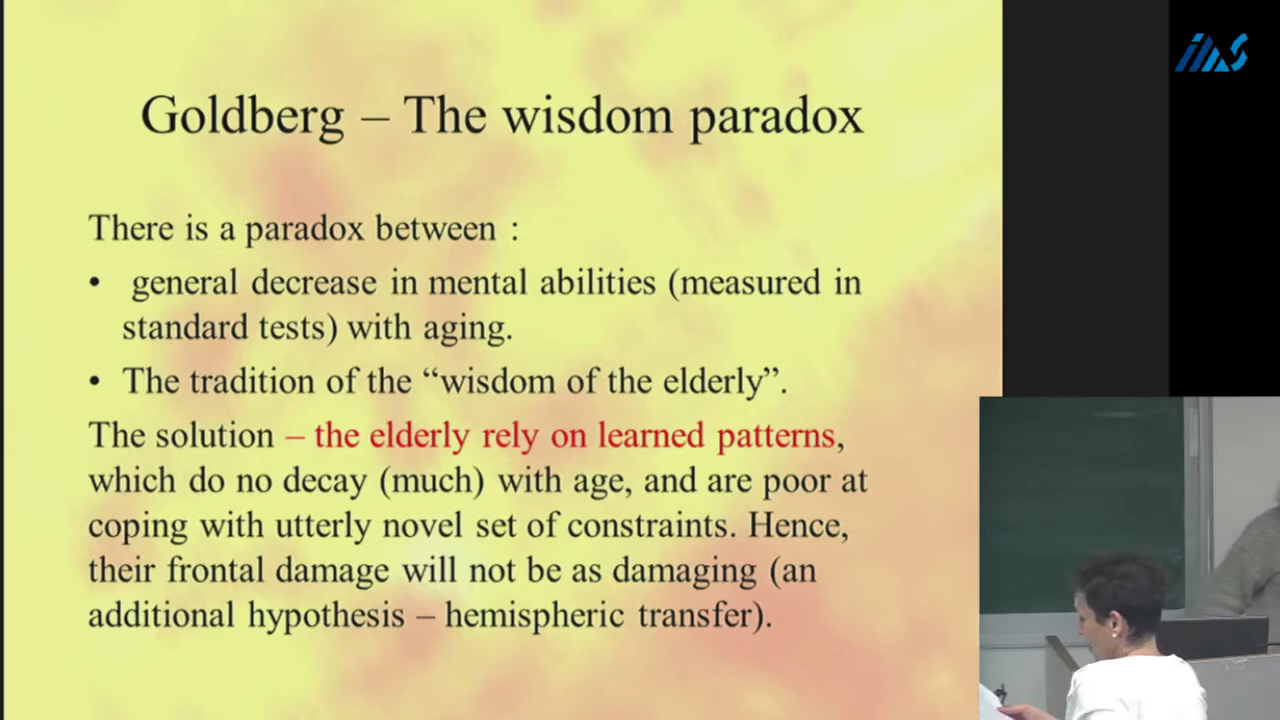 iias
Goldberg – The wisdom paradox
There is a paradox between :
• general decrease in mental abilities (measured in
standard tests) with aging.
• The tradition of the “wisdom of the elderly”.
The solution – the elderly rely on learned patterns,
which do no decay (much) with age, and are poor at
coping with utterly novel set of constraints. Hence,
their frontal damage will not be as damaging (an
additional hypothesis – hemispheric transfer).